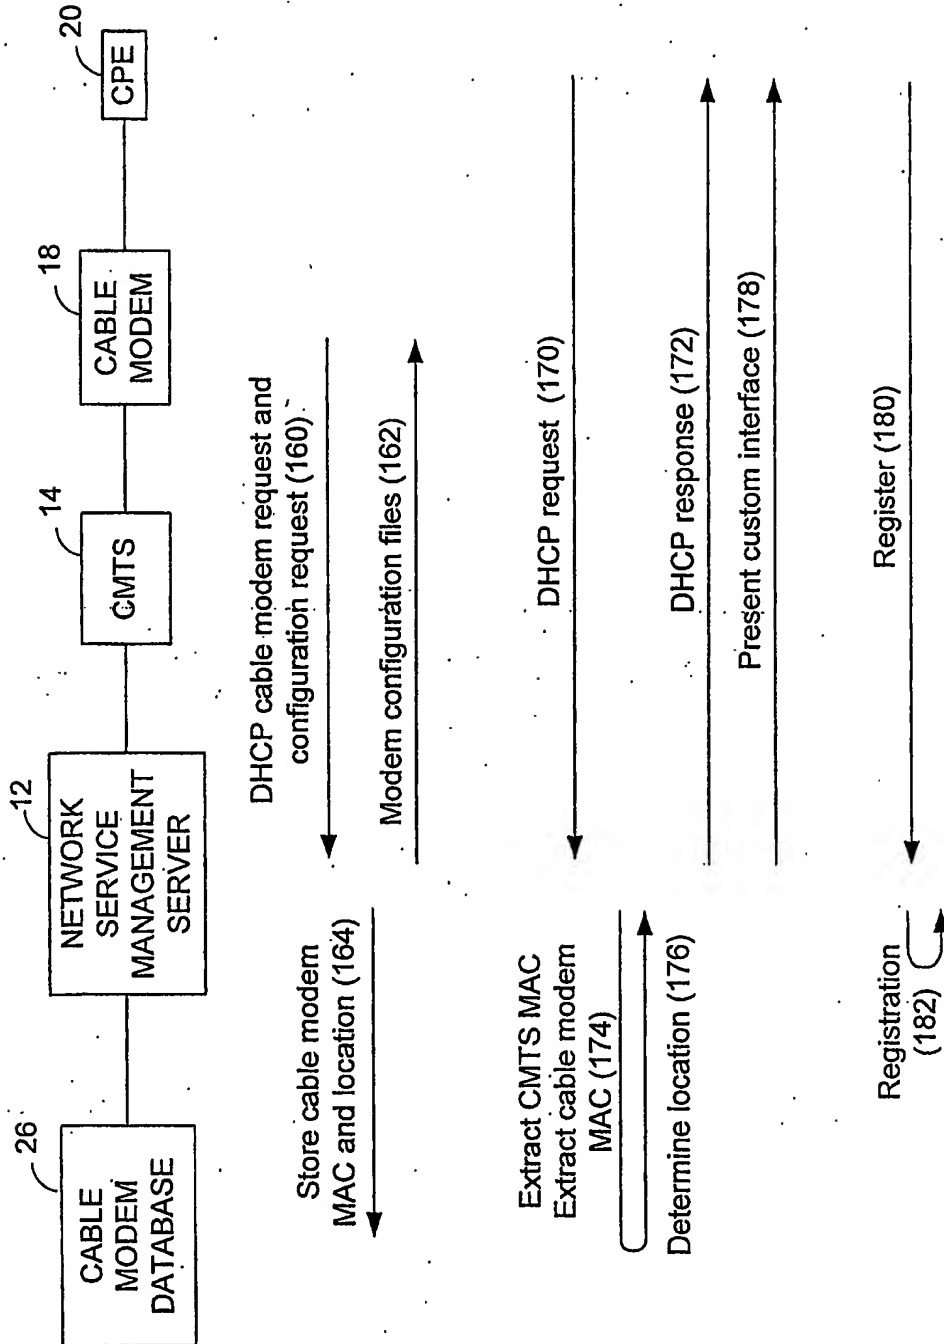 26
CABLE
MODEM
DATABASE
12
NETWORK
SERVICE
MANAGEMENT
SERVER
14
CMTS
18
CABLE
MODEM
20
CPE
DHCP cable modem request and
configuration request (160).
Store cable modem
MAC and location (164)
Modem configuration files (162)
DHCP request (170)
Extract CMTS MAC
Extract cable modem
MAC (174)
Determine location (176)
DHCP response (172)
Present custom interface (178)
Register (180)
Registration
(182)